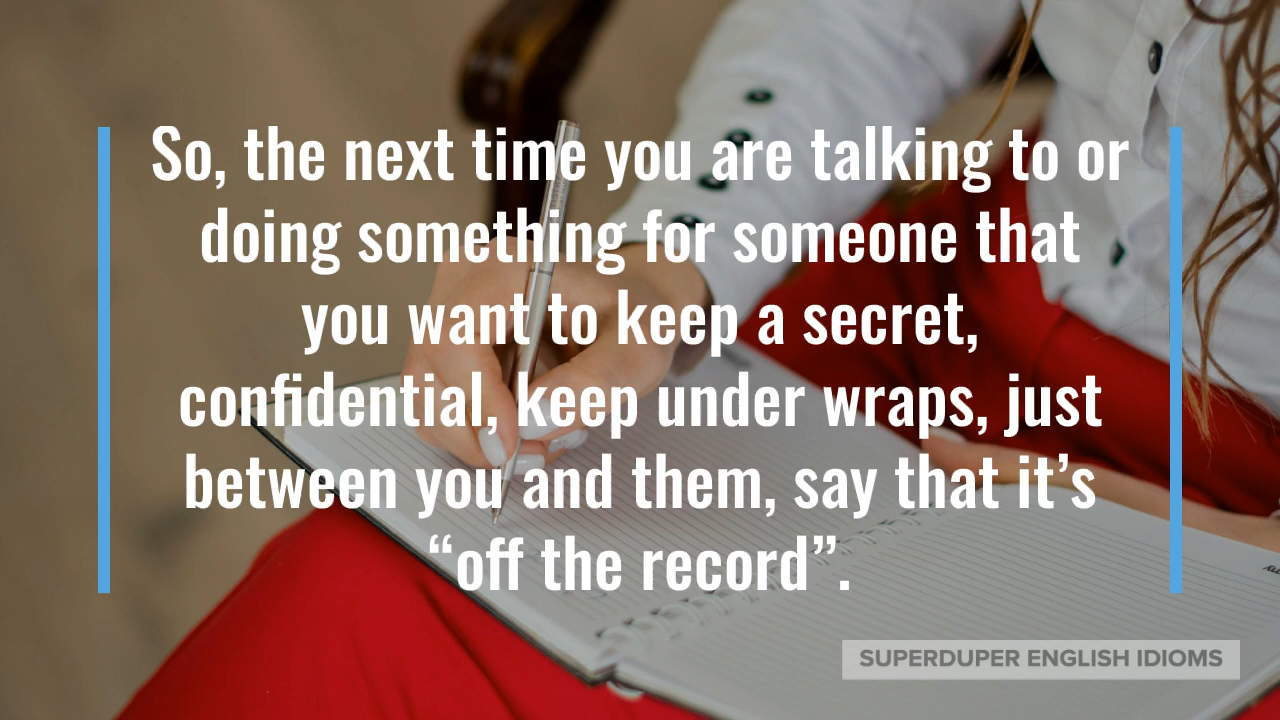 So, the next time you are talking to or
doing something for someone that
you want to keep a secret,
confidential, keep under wraps, just
between you and them, say that it’s
“off the record”.
SUPERDUPER ENGLISH IDIOMS